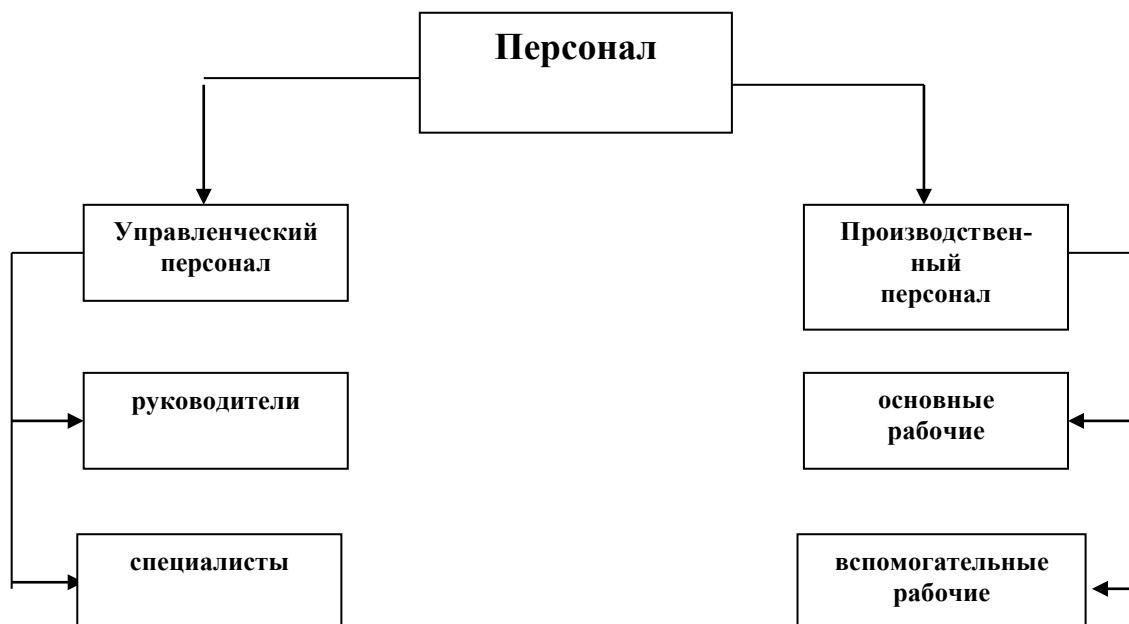 Персонал
Управленческий
персонал
Производствен-
ный
персонал
руководители
основные
рабочие
специалисты
вспомогательные
рабочие